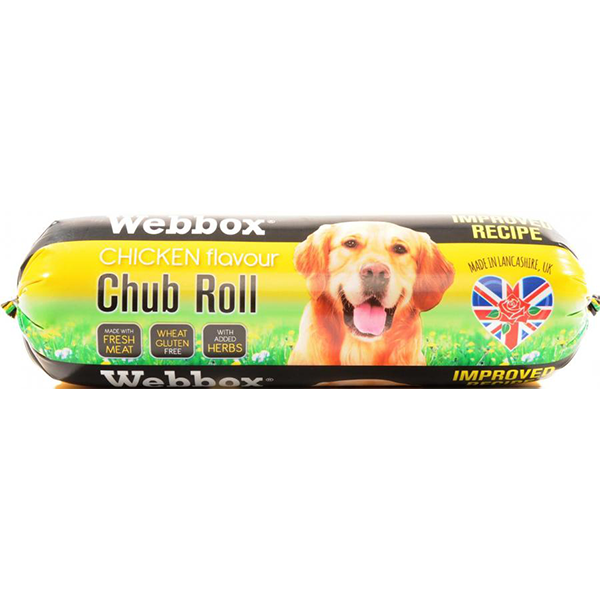 Webbox®
IMPROVED
RECIPE
CHICKEN flavour
Chub Roll
MADE IN LANCASHIRE, UK
MADE WITH
FRESH
MEAT
WHEAT
GLUTEN
FREE
WITH
ADDED
HERBS
Webbox®
IMPROVED
RECIPE